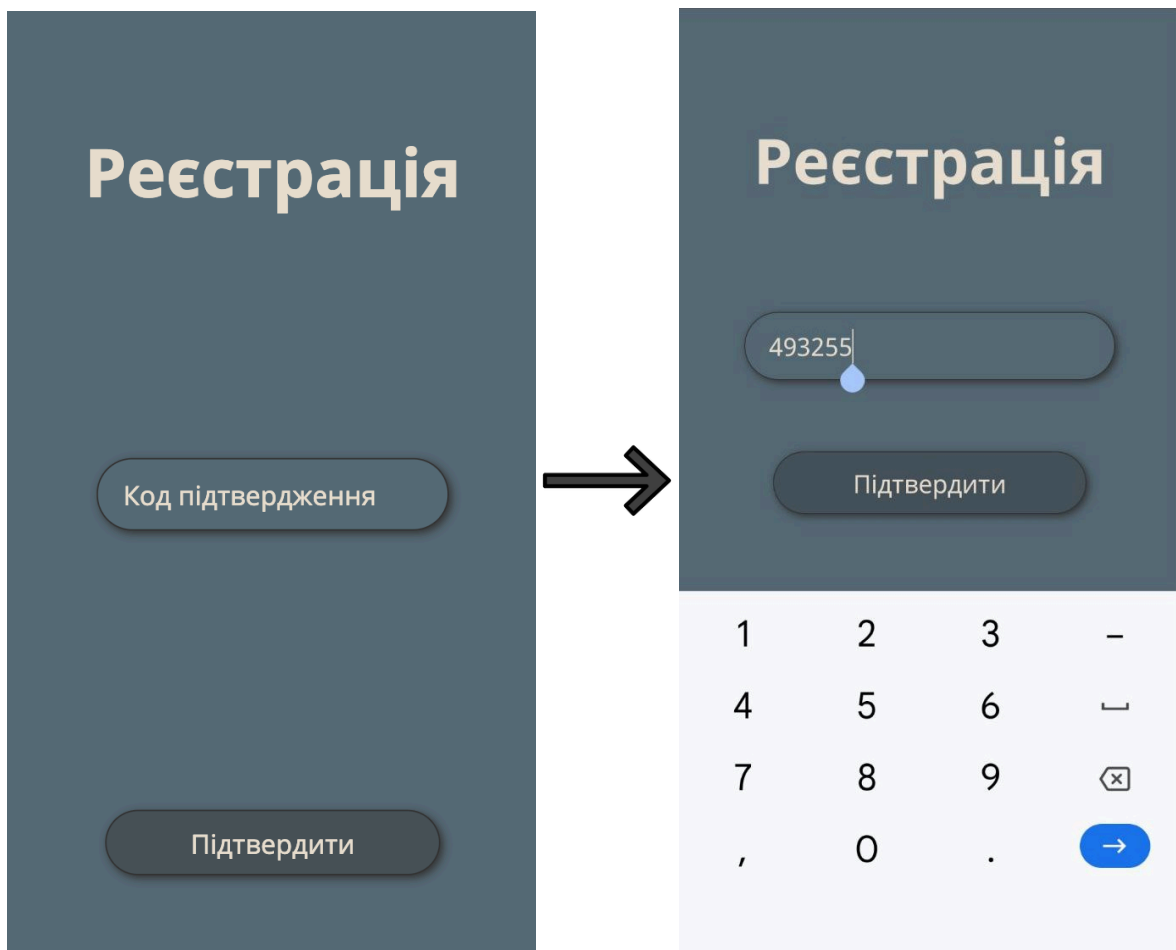 Реєстрація
Код підтвердження
Підтвердити
Реєстрація
493255
Підтвердити
1 2 3 –
4 5 6
7 8 9
, 0 .